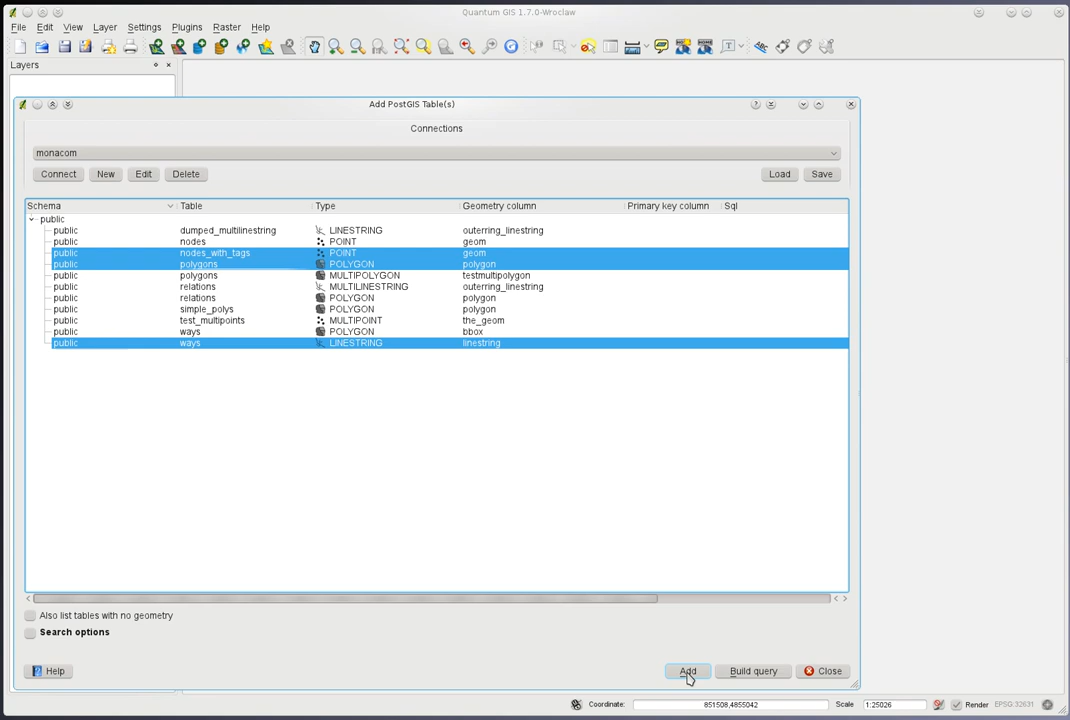 Quantum GIS 1.7.0-Wroclaw
File Edit View Layer Settings Plugins Raster Help
Layers
Add PostGIS Table(s)
Connections
monacom
Connect New Edit Delete Load Save
Schema Table Type Geometry column Primary key column Sql
public
public dumped_multilinestring LINESTRING outerring_linestring
public nodes POINT geom
public nodes_with_tags POINT geom
public polygons POLYGON polygon
public polygons MULTIPOLYGON testmultipolygon
public relations MULTILINESTRING outerring_linestring
public relations POLYGON polygon
public simple_polys POLYGON polygon
public test_multipoints MULTIPOINT the_geom
public ways POLYGON bbox
public ways LINESTRING linestring
Also list tables with no geometry
Search options
Help Add Build query Close
Coordinate: 851508,4855042 Scale 1:25026 Render EPSG:32631